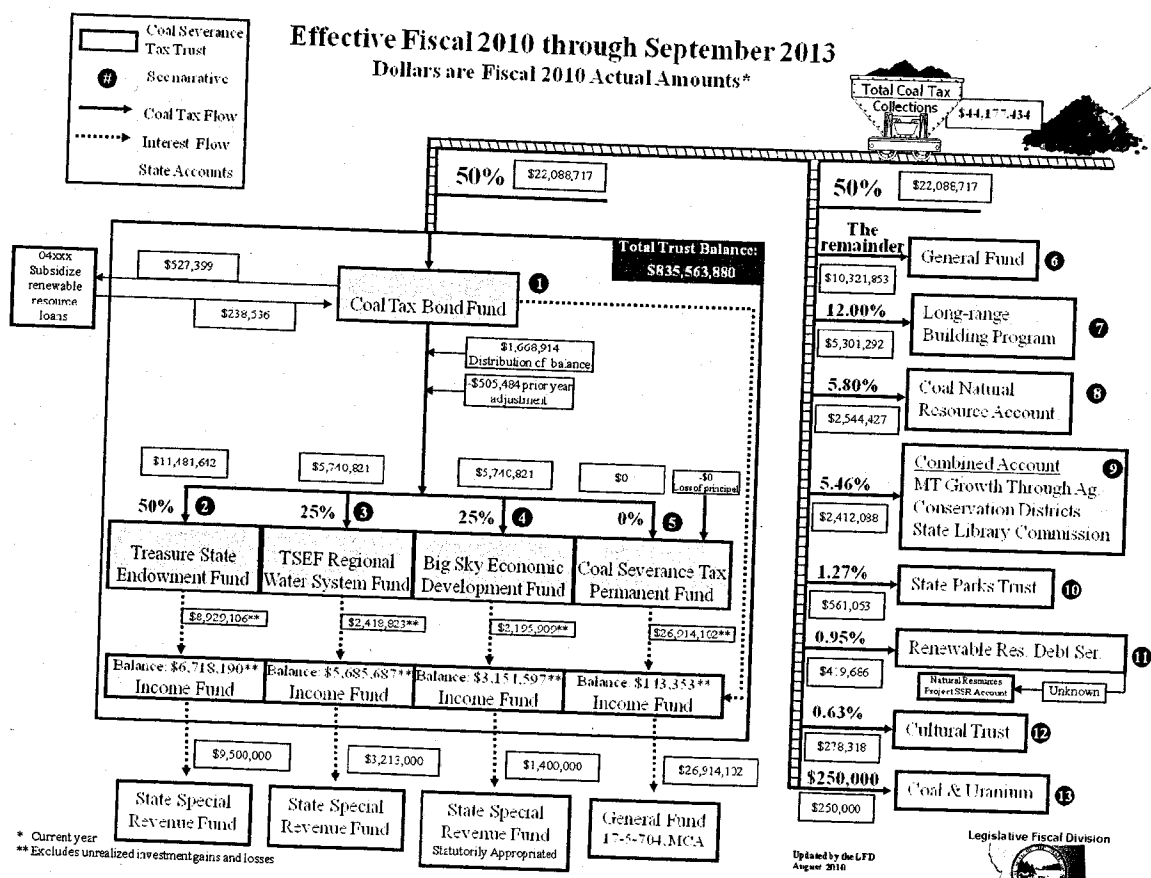 Coal Severance
Tax Trust
# See narrative
Coal Tax Flow
Interest Flow
State Accounts
Effective Fiscal 2010 through September 2013
Dollars are Fiscal 2010 Actual Amounts*
Total Coal Tax
Collections
$44,177,434
50%
$22,088,717
50%
$22,088,717
Total Trust Balance:
$835,563,880
04xxx
Subsidize
renewable
resource
loans
$527,399
$238,536
1
Coal Tax Bond Fund
$1,668,914
Distribution of balance
-$505,484 prior year
adjustment
$11,481,642
$5,740,821
$5,740,821
$0
-$0
Loss of principal
50% 2
25% 3
25% 4
0% 5
Treasure State
Endowment Fund
TSEF Regional
Water System Fund
Big Sky Economic
Development Fund
Coal Severance Tax
Permanent Fund
$8,929,106**
$2,418,823**
$2,195,909**
$26,914,102**
Balance: $6,718,190**
Income Fund
Balance: $5,685,687**
Income Fund
Balance: $3,151,597**
Income Fund
Balance: $143,353**
Income Fund
$9,500,000
$3,213,000
$1,400,000
$26,914,102
State Special
Revenue Fund
State Special
Revenue Fund
State Special
Revenue Fund
Statutorily Appropriated
General Fund
17-5-704, MCA
The
remainder
$10,321,853
General Fund 6
12.00%
$5,301,292
Long-range
Building Program
7
5.80%
$2,544,427
Coal Natural
Resource Account
8
5.46%
$2,412,088
Combined Account 9
MT Growth Through Ag.
Conservation Districts
State Library Commission
1.27%
$561,053
State Parks Trust 10
0.95%
$419,686
Renewable Res. Debt Ser. 11
Natural Resources
Project SSR Account
Unknown
0.63%
$278,318
Cultural Trust 12
$250,000
$250,000
Coal & Uranium 13
* Current year
** Excludes unrealized investment gains and losses
Updated by the LFD
August 2010
Legislative Fiscal Division